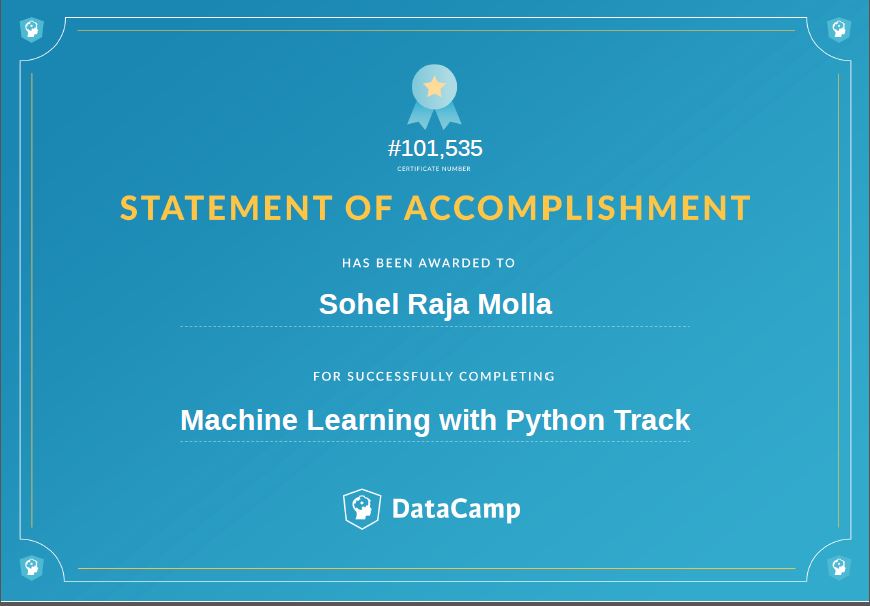 #101,535
CERTIFICATE NUMBER
STATEMENT OF ACCOMPLISHMENT
HAS BEEN AWARDED TO
Sohel Raja Molla
FOR SUCCESSFULLY COMPLETING
Machine Learning with Python Track
DataCamp